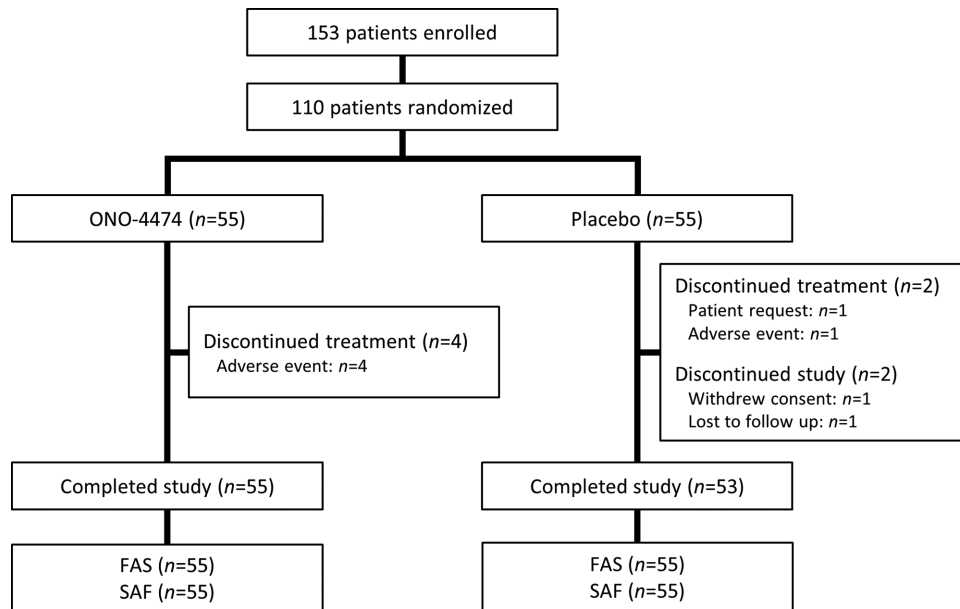 153 patients enrolled
110 patients randomized
ONO-4474 (n=55)
Placebo (n=55)
Discontinued treatment (n=4)
Adverse event: n=4
Discontinued treatment (n=2)
Patient request: n=1
Adverse event: n=1
Discontinued study (n=2)
Withdrew consent: n=1
Lost to follow up: n=1
Completed study (n=55)
Completed study (n=53)
FAS (n=55)
SAF (n=55)
FAS (n=55)
SAF (n=55)